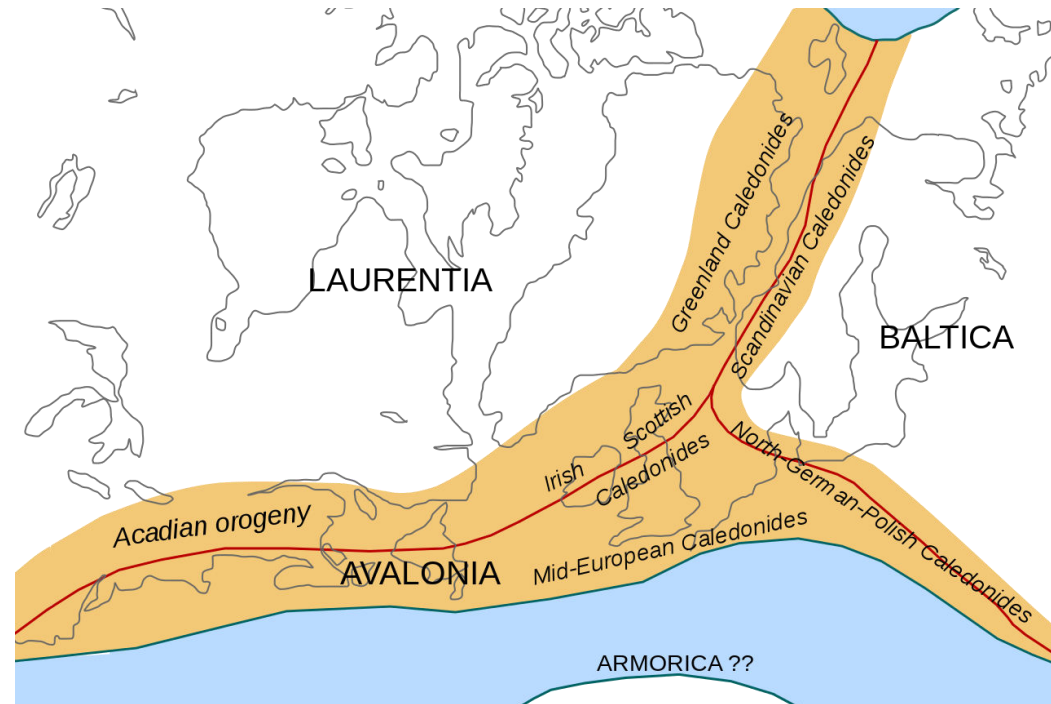 Greenland Caledonides
Scandinavian Caledonides
LAURENTIA
BALTICA
Scottish
Irish
Caledonides
North-German-Polish Caledonides
Acadian orogeny
Mid-European Caledonides
AVALONIA
ARMORICA ??